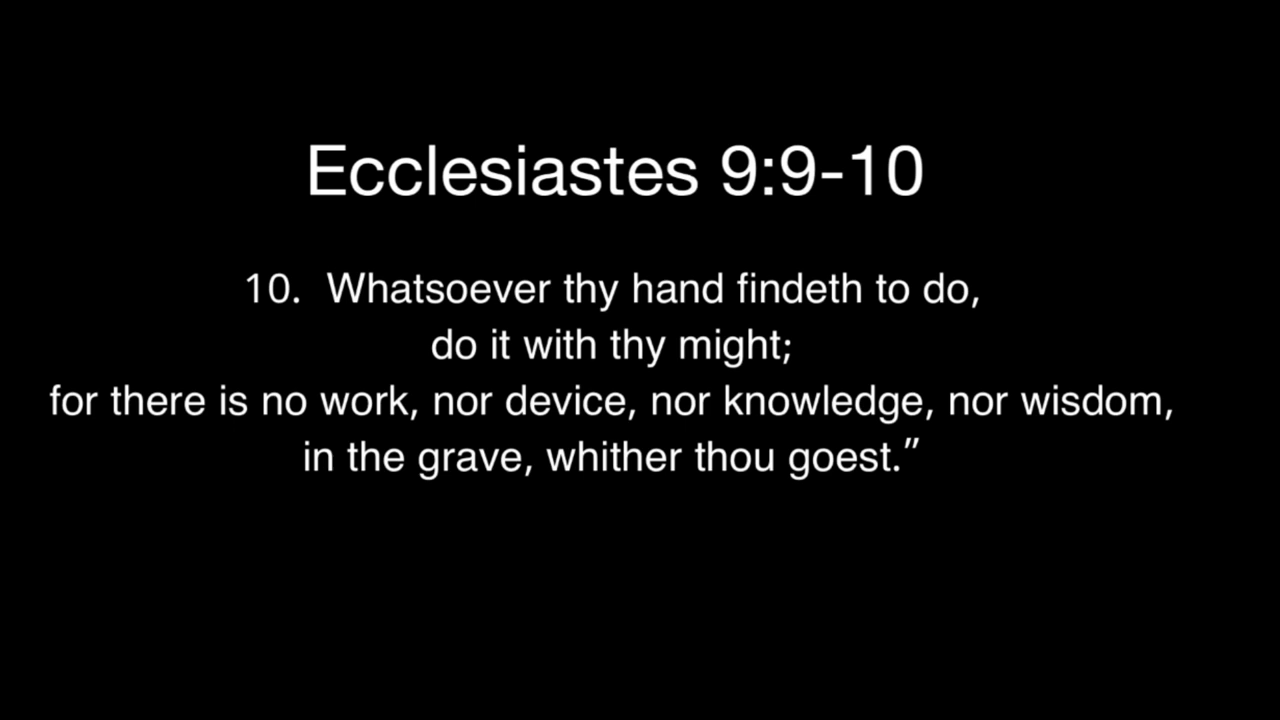 Ecclesiastes 9:9-10
10. Whatsoever thy hand findeth to do,
do it with thy might;
for there is no work, nor device, nor knowledge, nor wisdom,
in the grave, whither thou goest.”